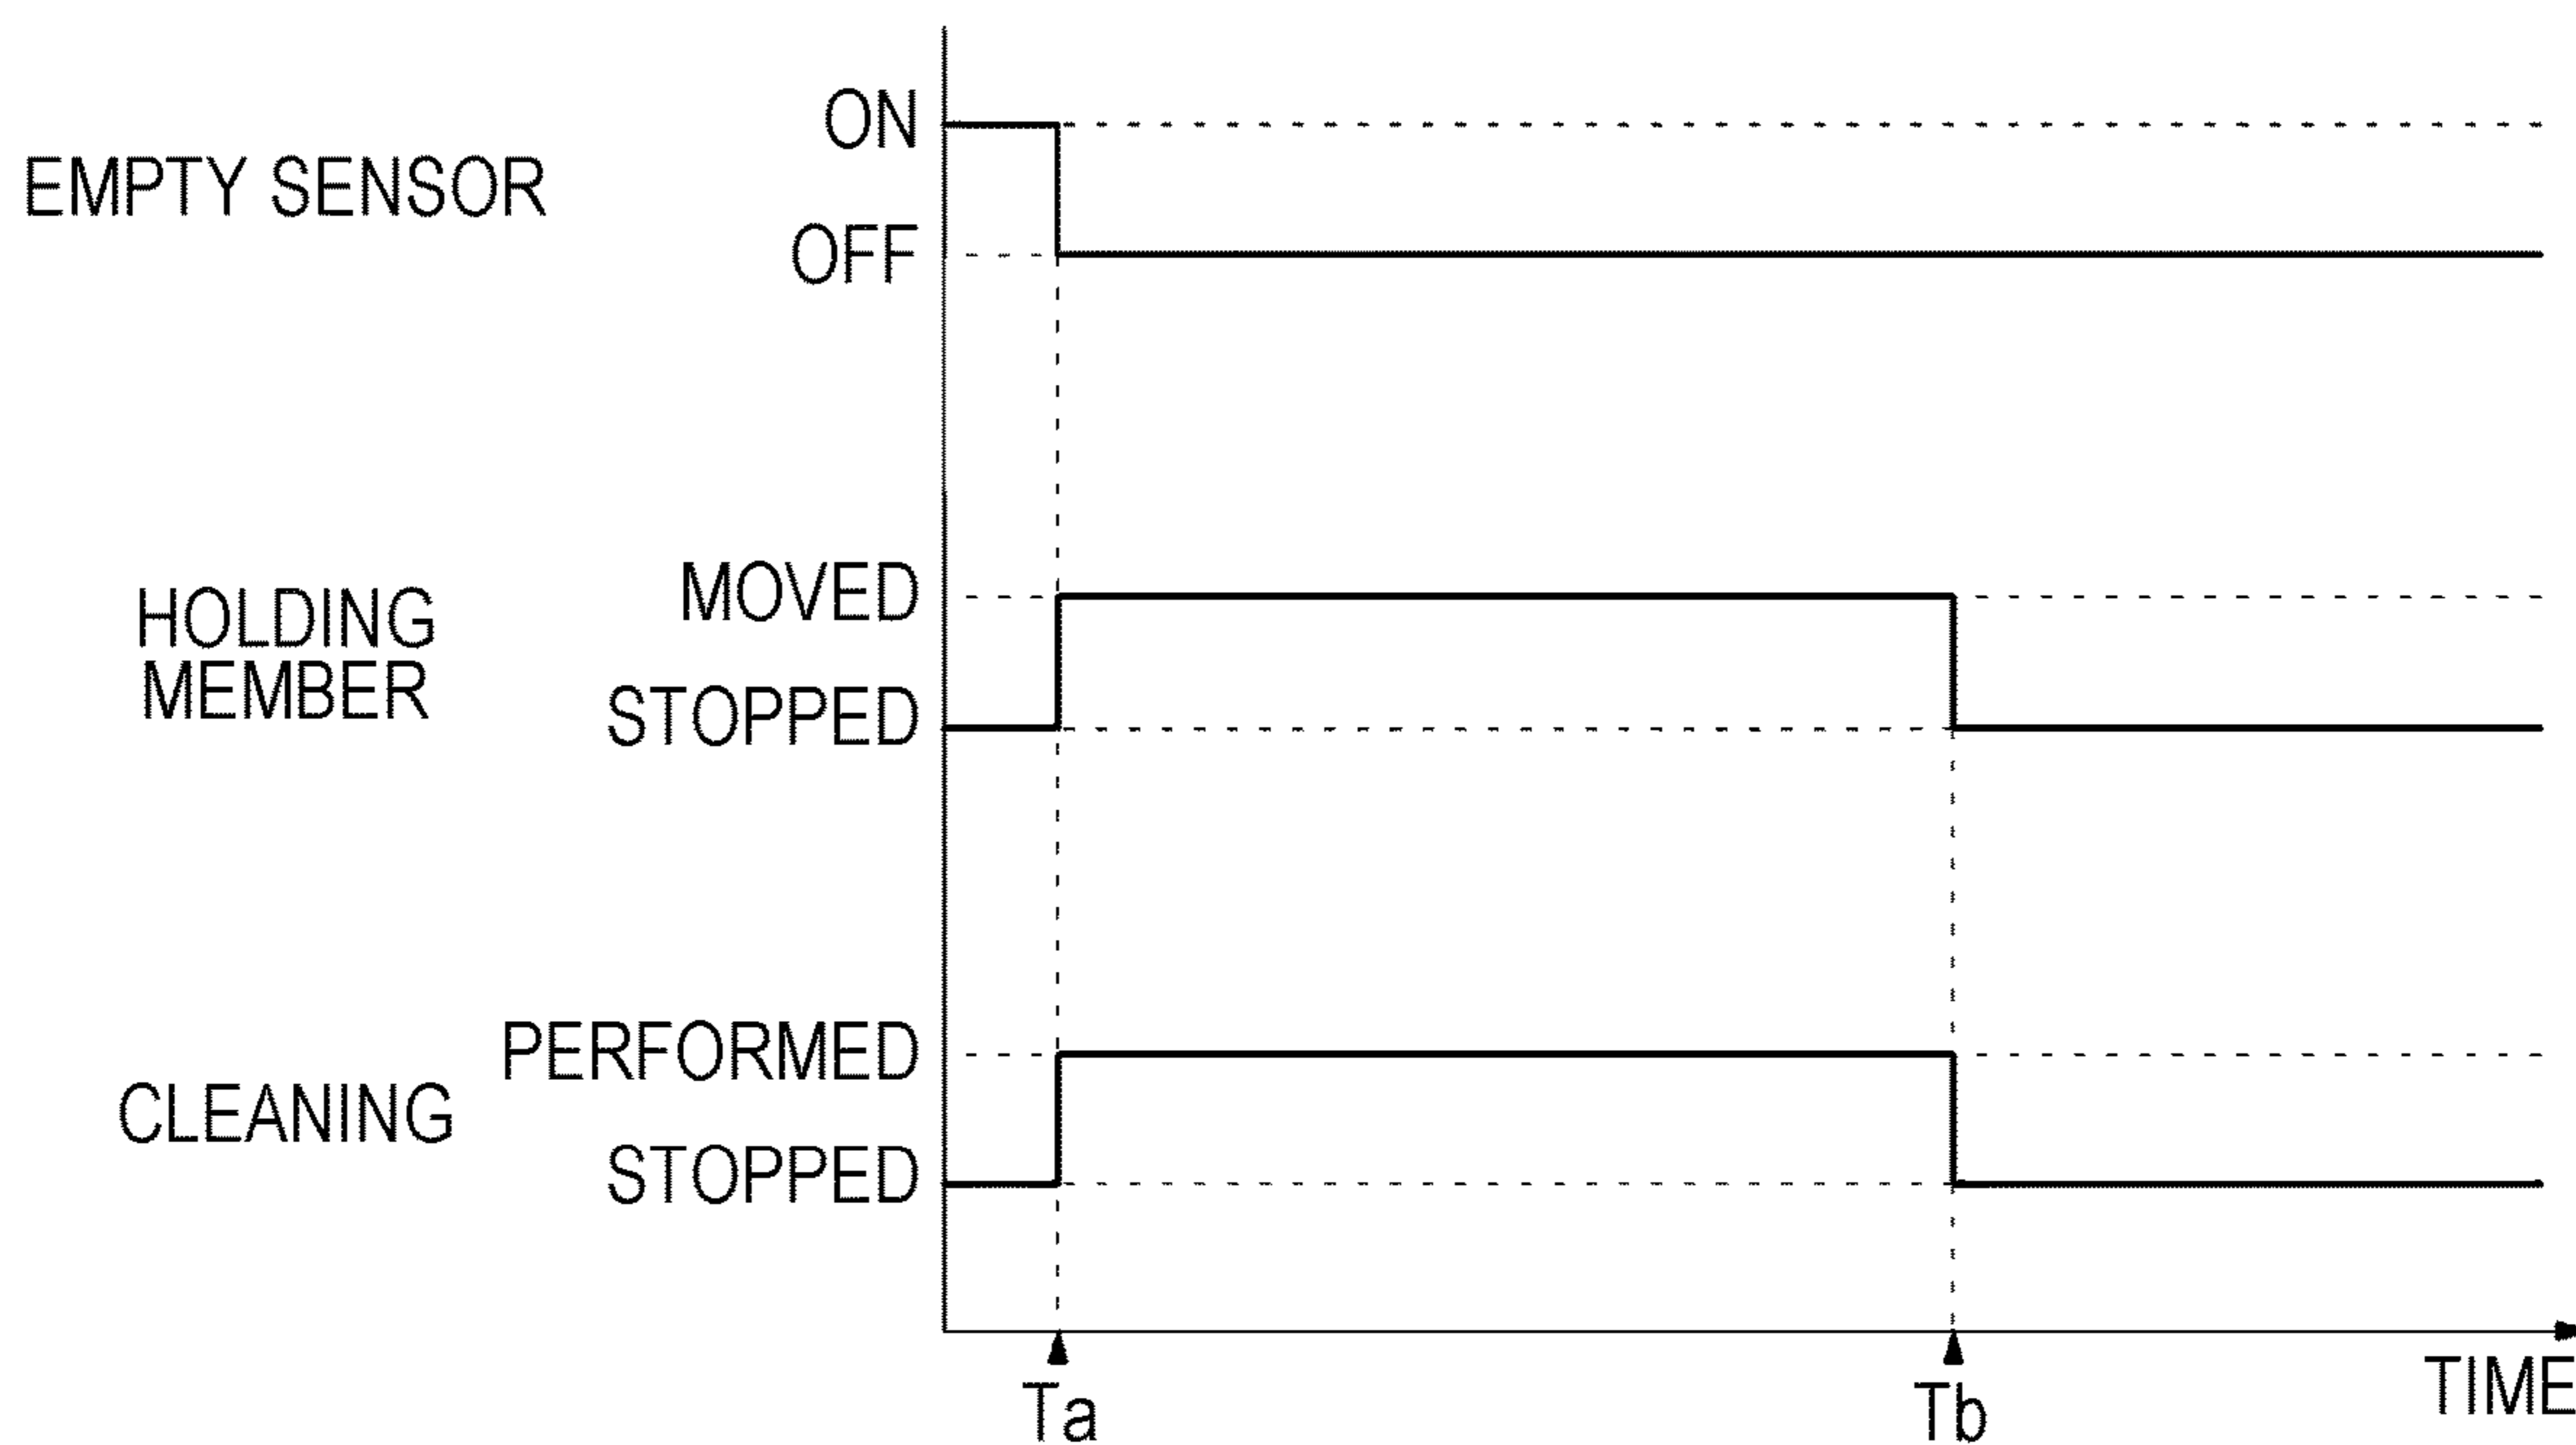 ON
EMPTY SENSOR
OFF
MOVED
HOLDING
MEMBER
STOPPED
PERFORMED
CLEANING
STOPPED
Ta
Tb
TIME